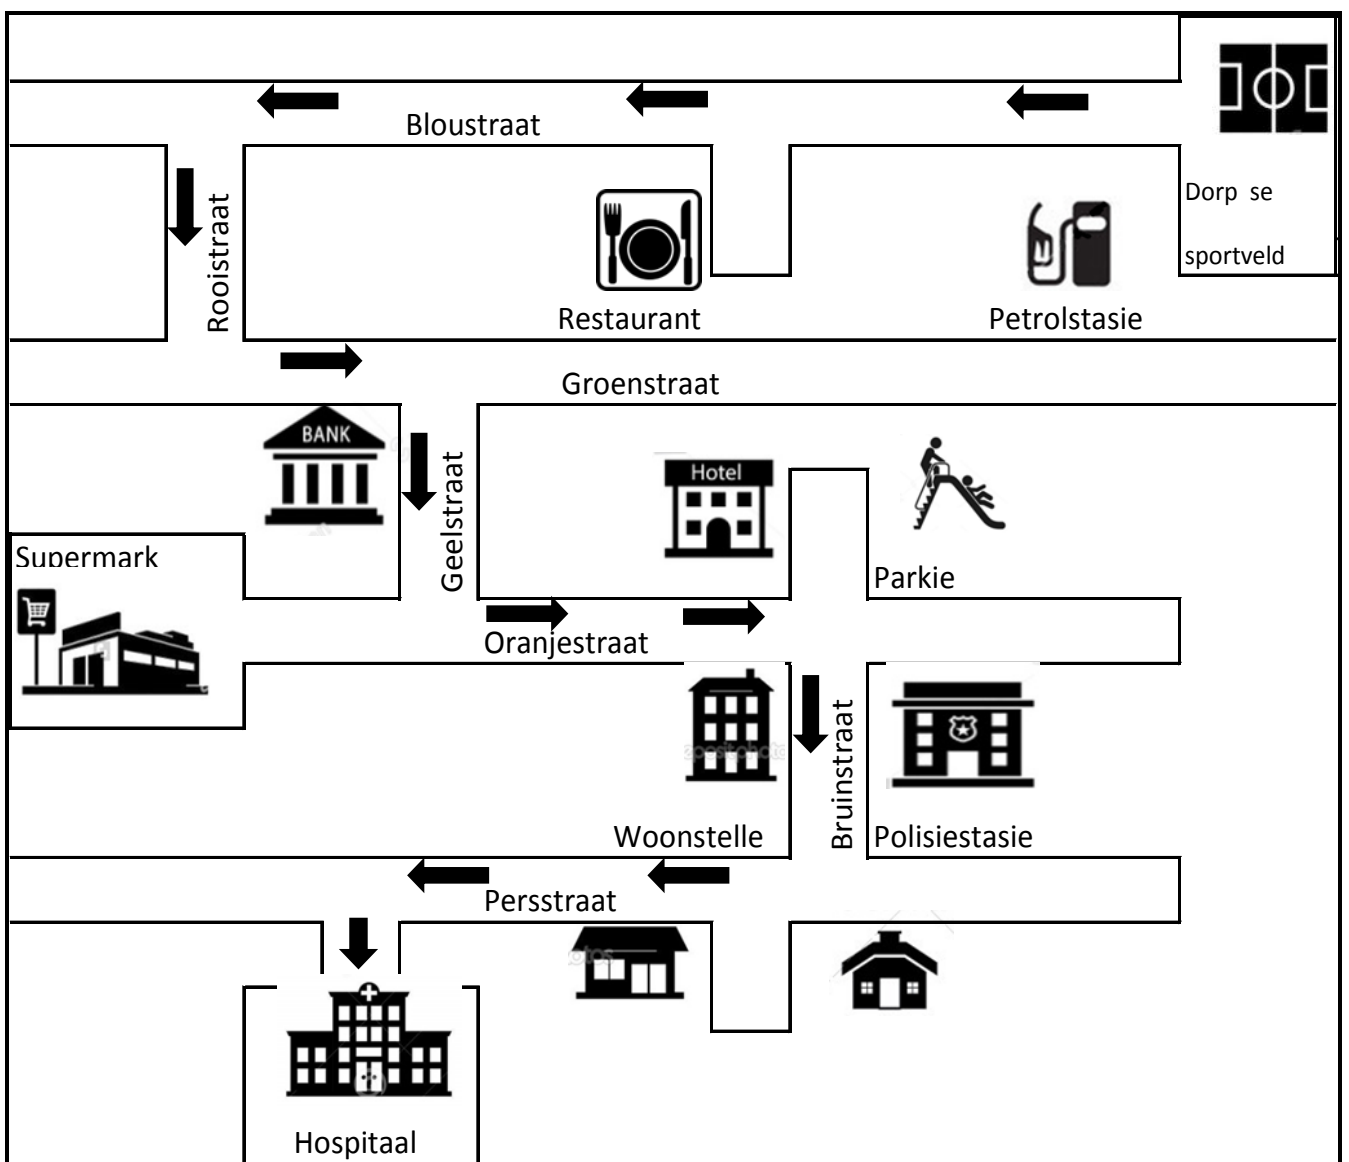 Bloustraat
Dorp se
sportveld
Rooistraat
Restaurant
Petrolstasie
Groenstraat
BANK
Geelstraat
Hotel
Parkie
Supermark
Oranjestraat
Bruinstraat
Woonstelle
Polisiestasie
Persstraat
Hospitaal